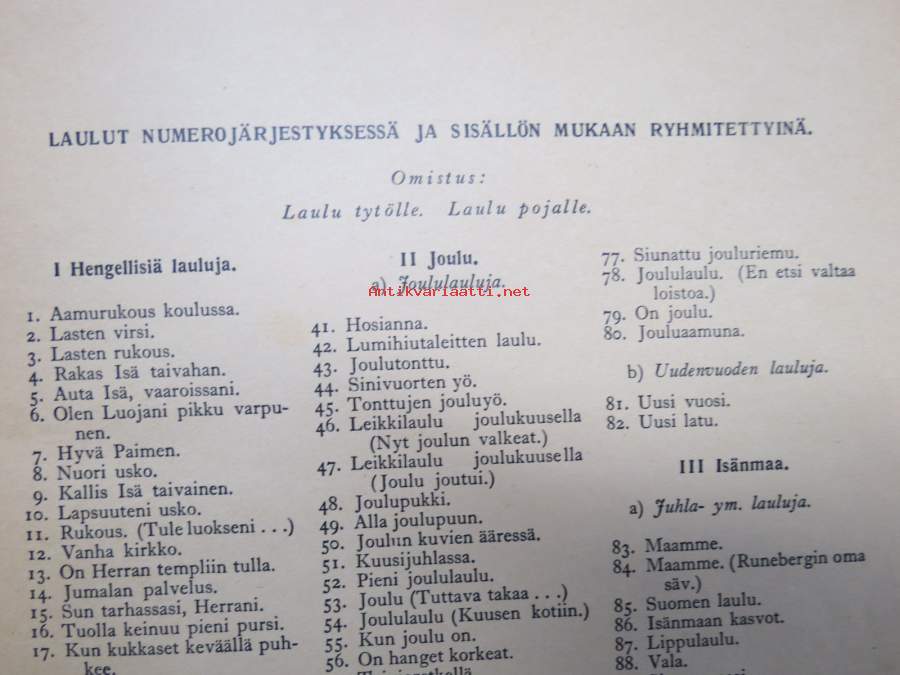 LAULUT NUMEROJÄRJESTYKSESSÄ JA SISÄLLÖN MUKAAN RYHMITETTYINÄ.
Omistus:
Laulu tytölle. Laulu pojalle.
I Hengellisiä lauluja.
1. Aamurukous koulussa.
2. Lasten virsi.
3. Lasten rukous.
4. Rakas Isä taivahan.
5. Auta Isä, vaaroissani.
6. Olen Luojani pikku varpu-
nen.
7. Hyvä Paimen.
8. Nuori usko.
9. Kallis Isä taivainen.
10. Lapsuuteni usko.
11. Rukous. (Tule luokseni . . .)
12. Vanha kirkko.
13. On Herran templiin tulla.
14. Jumalan palvelus.
15. Sun tarhassasi, Herrani.
16. Tuolla keinuu pieni pursi.
17. Kun kukkaset keväällä puh-
kee.
II Joulu.
a) Joululauluja.
Antikvariaatti.net
41. Hosianna.
42. Lumihiutaleitten laulu.
43. Joulutonttu.
44. Sinivuorten yö.
45. Tonttujen jouluyö.
46. Leikkilaulu joulukuusella
(Nyt joulun valkeat.)
47. Leikkilaulu joulukuusella
(Joulu joutui.)
48. Joulupukki.
49. Alla joulupuun.
50. Joulun kuvien ääressä.
51. Kuusijuhlassa.
52. Pieni joululaulu.
53. Joulu (Tuttava takaa . . .)
54. Joululaulu (Kuusen kotiin.)
55. Kun joulu on.
56. On hanget korkeat.
77. Siunattu jouluriemu.
78. Joululaulu. (En etsi valtaa
loistoa.)
79. On joulu.
80. Jouluaamuna.
b) Uudenvuoden lauluja.
81. Uusi vuosi.
82. Uusi latu.
III Isänmaa.
a) Juhla- ym. lauluja.
83. Maamme.
84. Maamme. (Runebergin oma
säv.)
85. Suomen laulu.
86. Isänmaan kasvot.
87. Lippulaulu.
88. Vala.